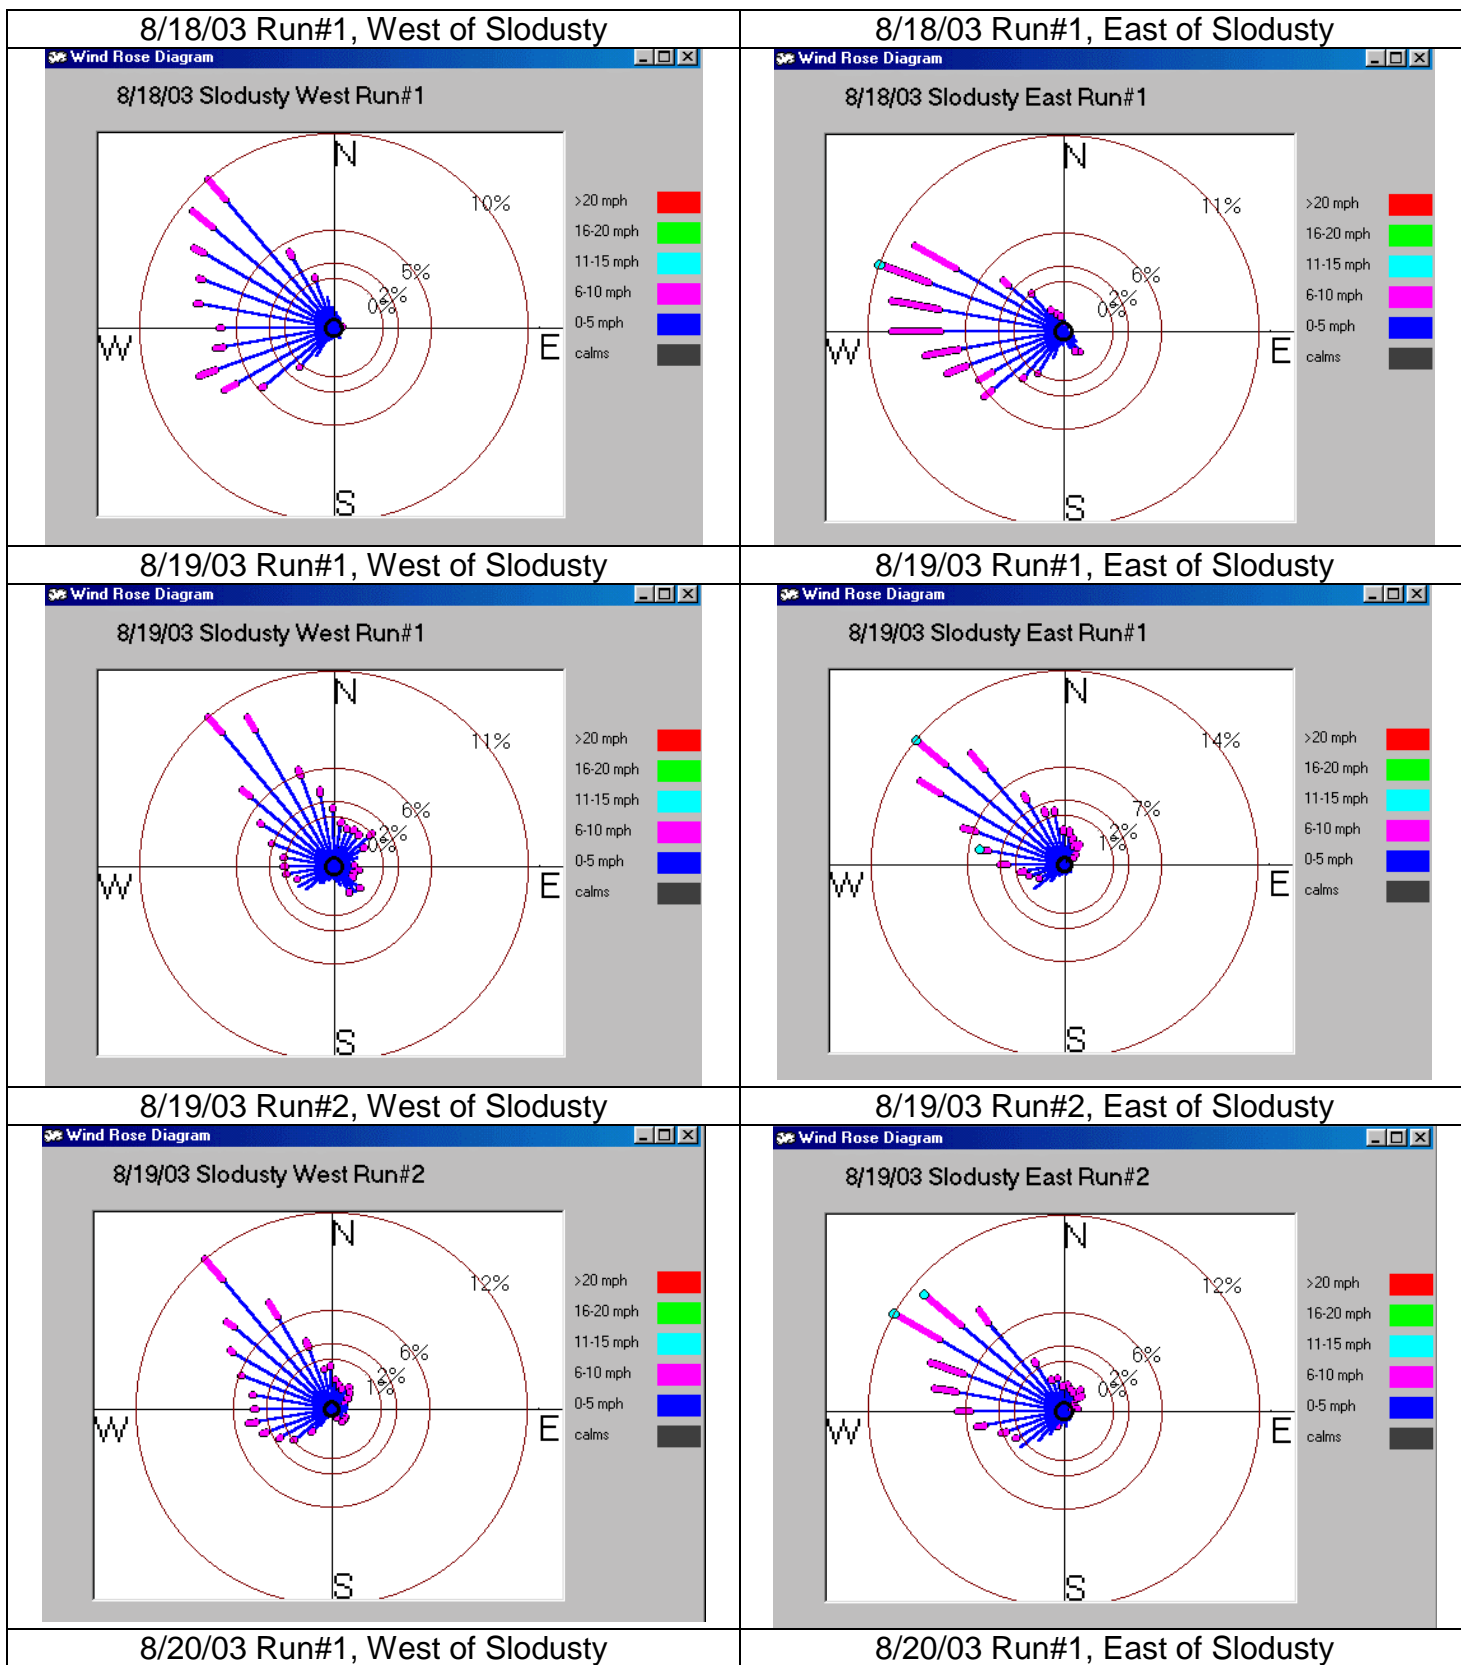 8/18/03 Run#1, West of Slodusty
8/18/03 Run#1, East of Slodusty
Wind Rose Diagram
8/18/03 Slodusty West Run#1
N
10%
5%
2%
0%
W
E
S
>20 mph
16-20 mph
11-15 mph
6-10 mph
0-5 mph
calms
Wind Rose Diagram
8/18/03 Slodusty East Run#1
N
11%
6%
2%
0%
W
E
S
>20 mph
16-20 mph
11-15 mph
6-10 mph
0-5 mph
calms
8/19/03 Run#1, West of Slodusty
8/19/03 Run#1, East of Slodusty
Wind Rose Diagram
8/19/03 Slodusty West Run#1
N
11%
6%
2%
0%
W
E
S
>20 mph
16-20 mph
11-15 mph
6-10 mph
0-5 mph
calms
Wind Rose Diagram
8/19/03 Slodusty East Run#1
N
14%
7%
2%
1%
W
E
S
>20 mph
16-20 mph
11-15 mph
6-10 mph
0-5 mph
calms
8/19/03 Run#2, West of Slodusty
8/19/03 Run#2, East of Slodusty
Wind Rose Diagram
8/19/03 Slodusty West Run#2
N
12%
6%
2%
1%
W
E
S
>20 mph
16-20 mph
11-15 mph
6-10 mph
0-5 mph
calms
Wind Rose Diagram
8/19/03 Slodusty East Run#2
N
12%
6%
2%
0%
W
E
S
>20 mph
16-20 mph
11-15 mph
6-10 mph
0-5 mph
calms
8/20/03 Run#1, West of Slodusty
8/20/03 Run#1, East of Slodusty